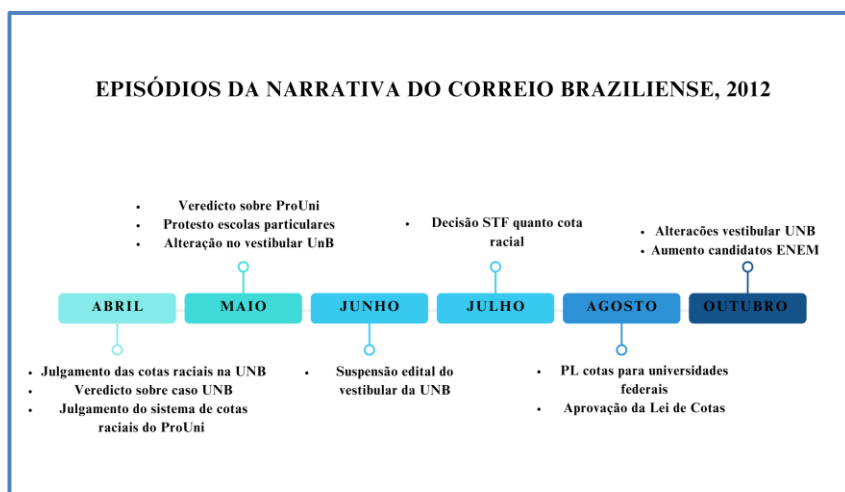 EPISÓDIOS DA NARRATIVA DO CORREIO BRAZILIENSE, 2012
• Veredicto sobre ProUni
• Protesto escolas particulares
• Alteração no vestibular UnB
• Decisão STF quanto cota
racial
• Alterações vestibular UNB
• Aumento candidatos ENEM
ABRIL
MAIO
JUNHO
JULHO
AGOSTO
OUTUBRO
• Julgamento das cotas raciais na UNB
• Veredicto sobre caso UNB
• Julgamento do sistema de cotas
raciais do ProUni
• Suspensão edital do
vestibular da UNB
• PL cotas para universidades
federais
• Aprovação da Lei de Cotas